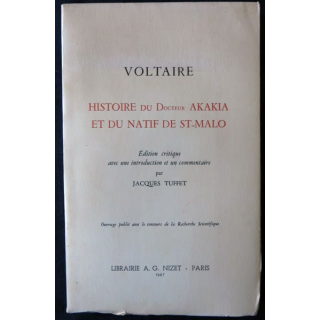 VOLTAIRE
HISTOIRE DU DOCTEUR AKAKIA
ET DU NATIF DE ST-MALO
Édition critique
avec une introduction et un commentaire
par
JACQUES TUFFET
Ouvrage publié avec le concours de la Recherche Scientifique
LIBRAIRIE A. G. NIZET - PARIS
1967